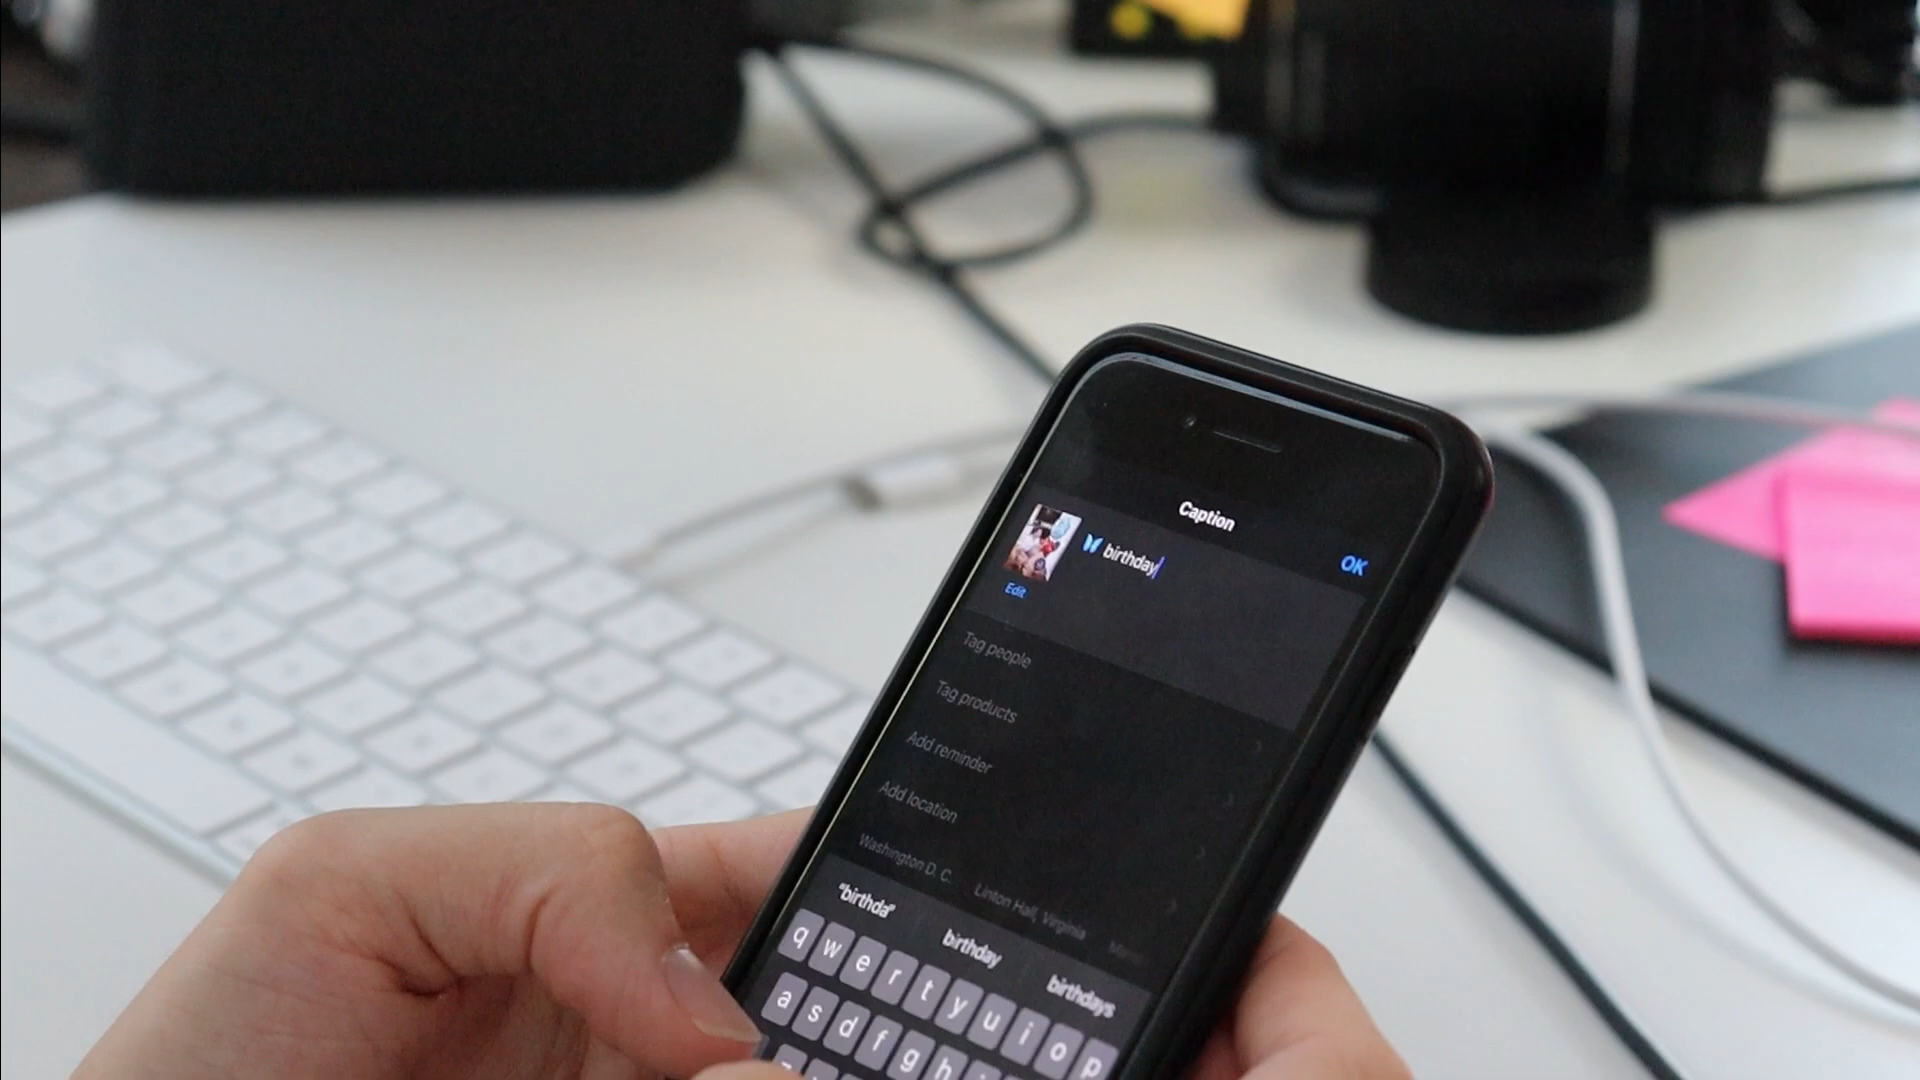 Caption
🦋 birthday
OK
Edit
Tag people
Tag products
Add reminder
Add location
Washington D. C. Linton Hall, Virginia
"birthda" birthday birthdays
q w e r t y u i o p
a s d f g h